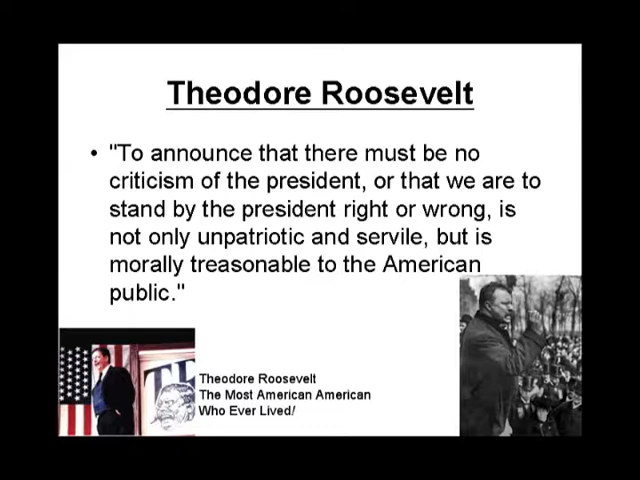 Theodore Roosevelt
• "To announce that there must be no
criticism of the president, or that we are to
stand by the president right or wrong, is
not only unpatriotic and servile, but is
morally treasonable to the American
public."
Theodore Roosevelt
The Most American American
Who Ever Lived!